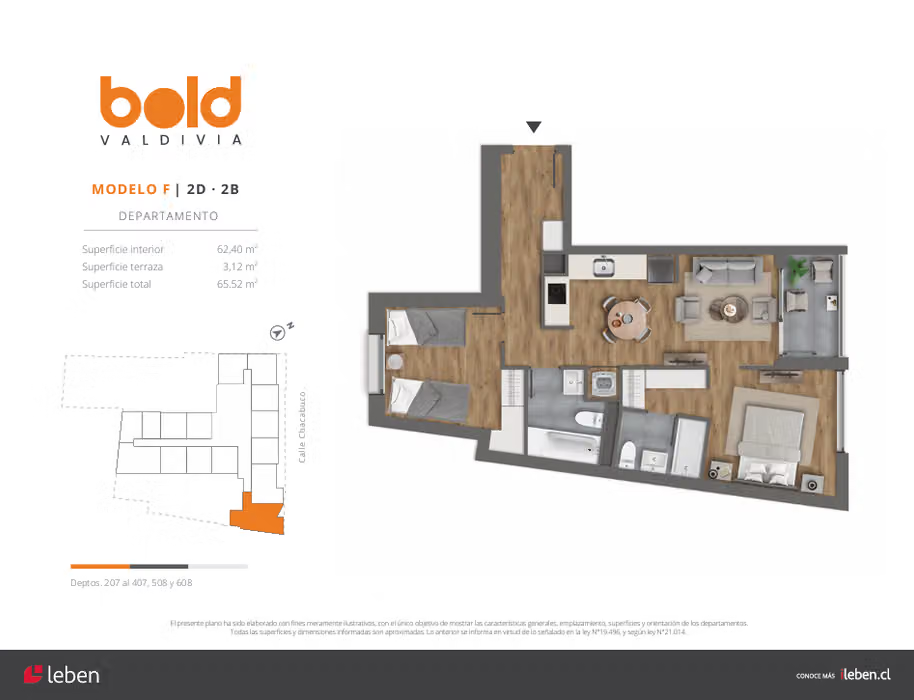 bold
VALDIVIA
MODELO F | 2D · 2B
DEPARTAMENTO
Superficie interior 62.40 m²
Superficie terraza 3,12 m²
Superficie total 65.52 m²
N
Calle Chacabuco
Deptos. 207 al 407, 508 y 608
El presente plano ha sido elaborado con fines meramente ilustrativos, con el único objetivo de mostrar las características generales, emplazamiento, superficies y orientación de los departamentos.
Todas las superficies y dimensiones informadas son aproximadas. Lo anterior se informa en virtud de lo señalado en la ley N°19.496, y según ley N°21.014.
leben
CONOCE MÁS leben.cl